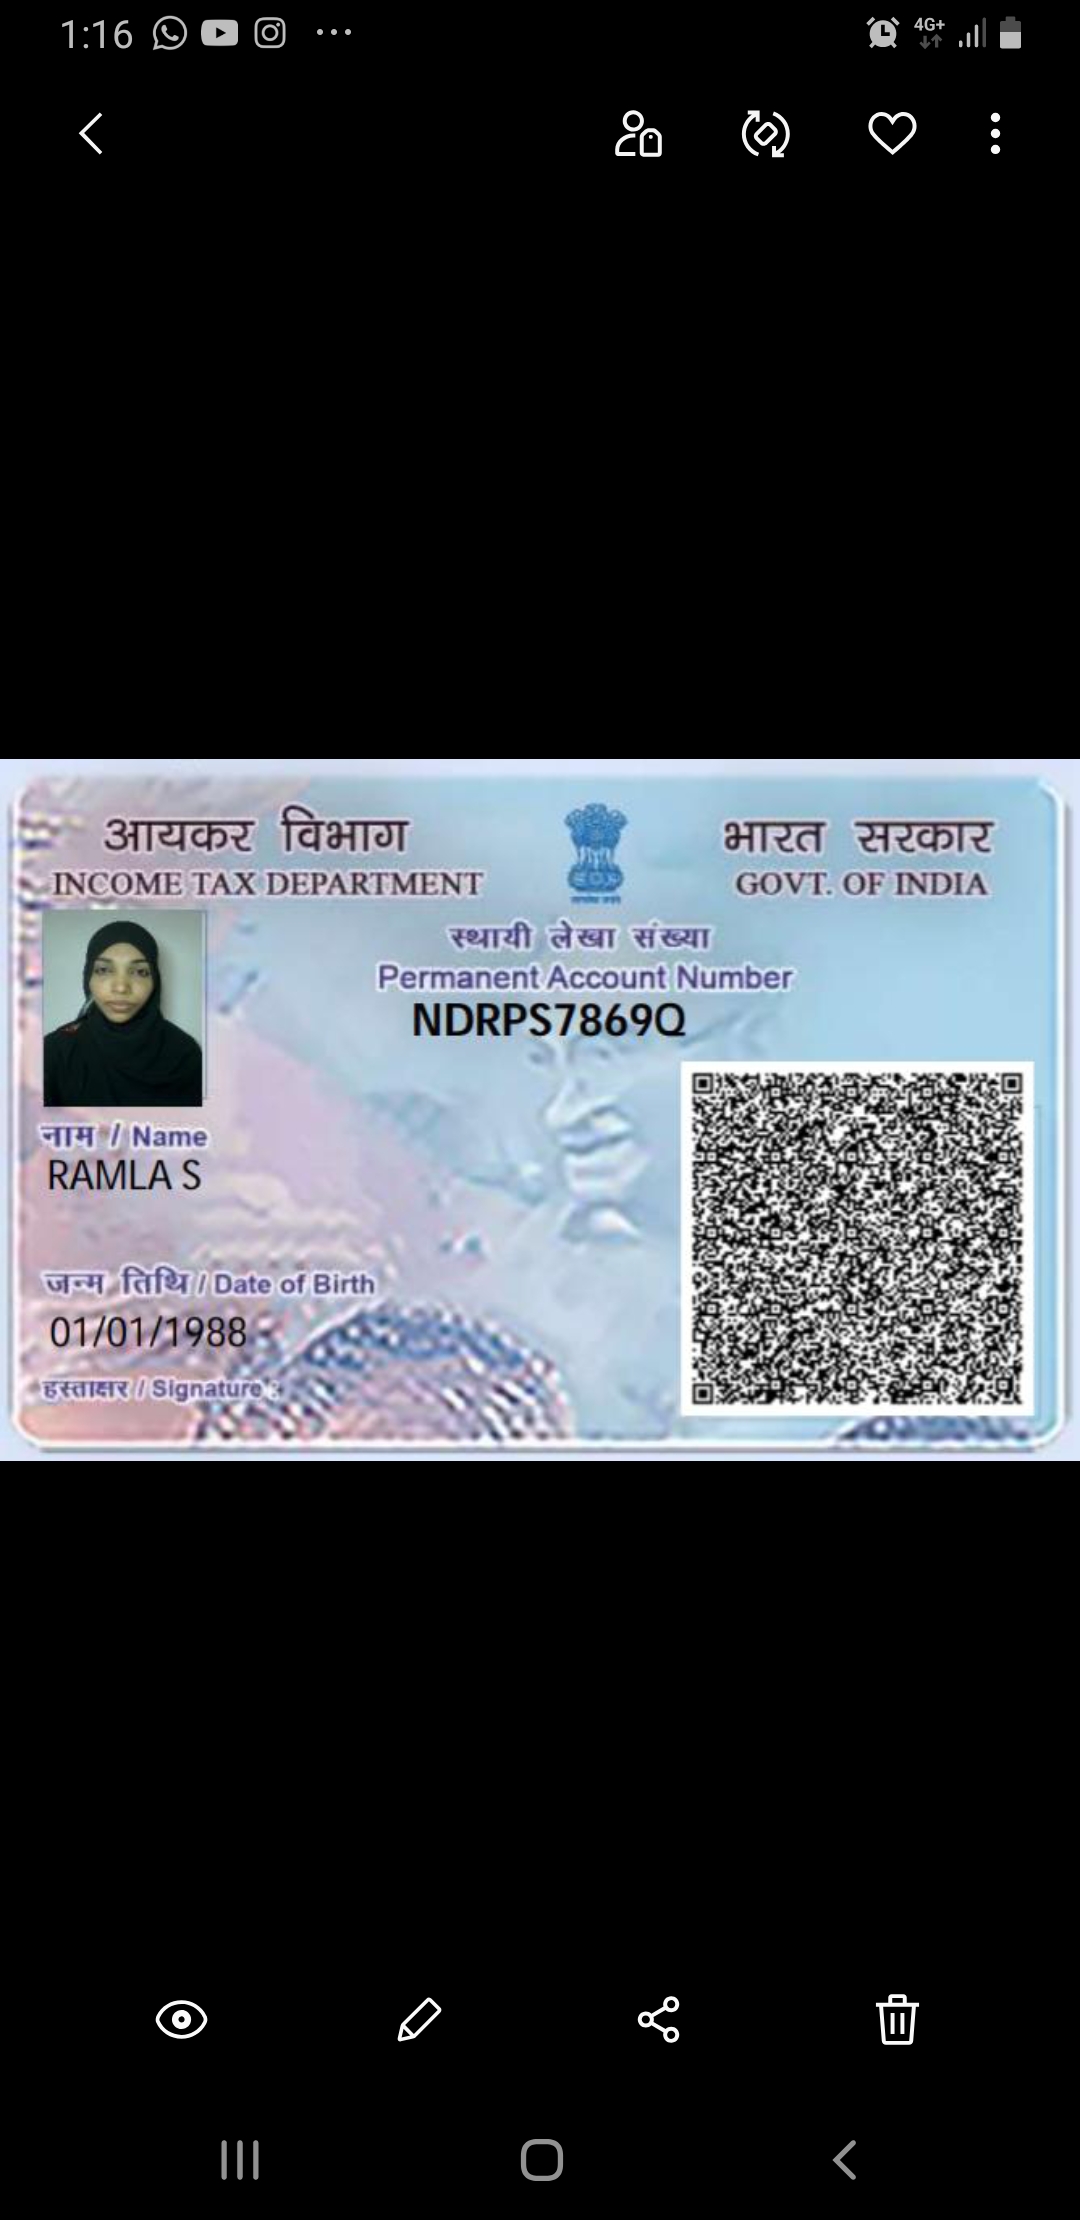 1:16
4G+
आयकर विभाग
भारत सरकार
INCOME TAX DEPARTMENT
GOVT. OF INDIA
स्थायी लेखा संख्या
Permanent Account Number
NDRPS7869Q
नाम / Name
RAMLA S
जन्म तिथि / Date of Birth
01/01/1988
हस्ताक्षर / Signature :